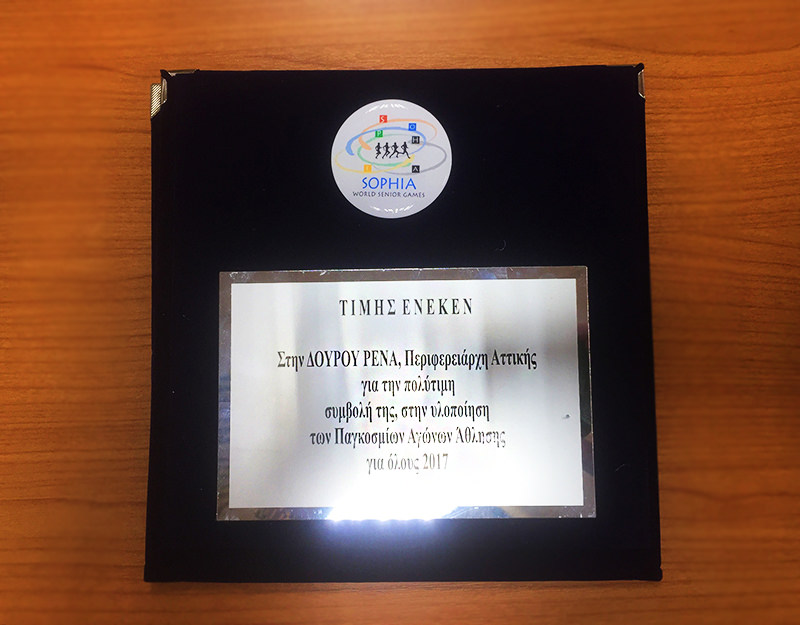 S
P O
H
I A
SOPHIA
WORLD SENIOR GAMES
ΤΙΜΗΣ ΕΝΕΚΕΝ
Στην ΔΟΥΡΟΥ ΡΕΝΑ, Περιφερειάρχη Αττικής
για την πολύτιμη
συμβολή της, στην υλοποίηση
των Παγκοσμίων Αγώνων Άθλησης
για όλους 2017